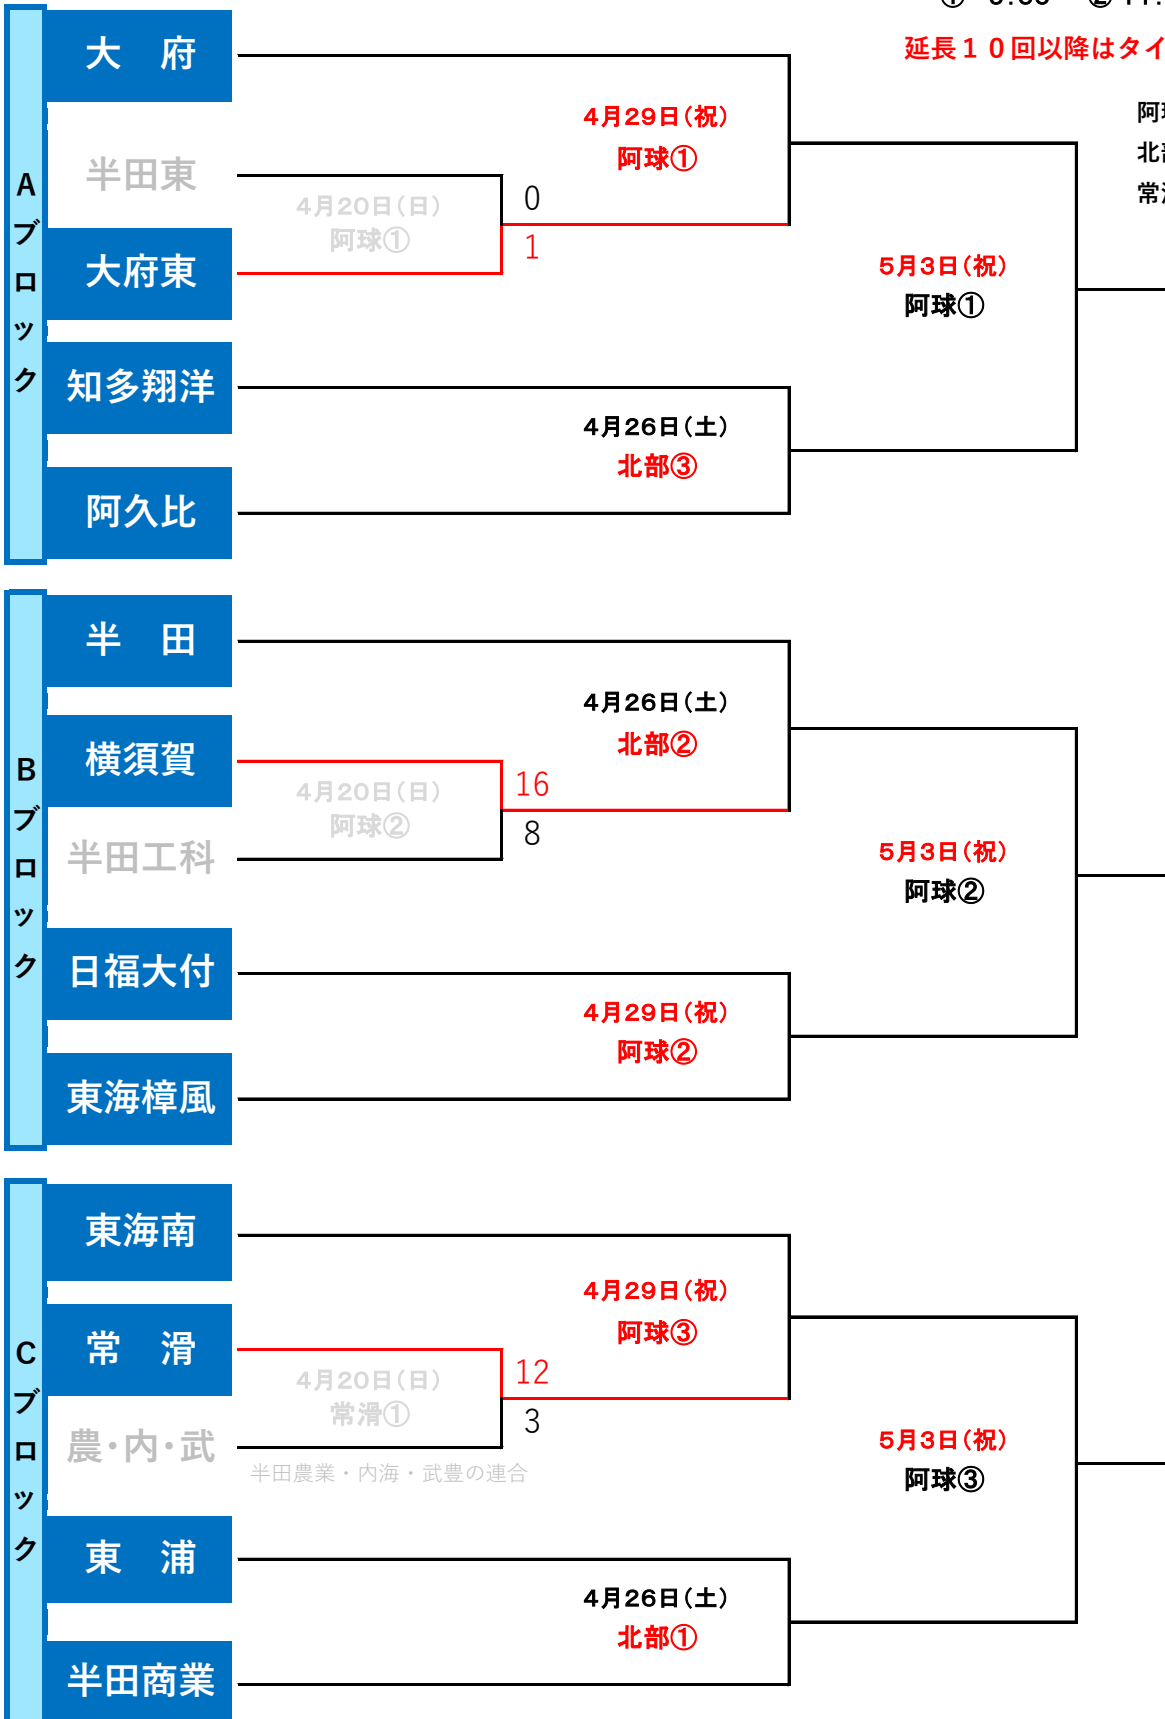 延長１０回以降はタイ
Aブロック
大　府
4月29日(祝)
阿球①
半田東
4月20日(日)
阿球①
0
1
大府東
5月3日(祝)
阿球①
知多翔洋
4月26日(土)
北部③
阿久比
Bブロック
半　田
4月26日(土)
北部②
横須賀
4月20日(日)
阿球②
16
8
半田工科
5月3日(祝)
阿球②
日福大付
4月29日(祝)
阿球②
東海樟風
Cブロック
東海南
4月29日(祝)
阿球③
常　滑
4月20日(日)
常滑①
12
3
農・内・武
半田農業・内海・武豊の連合
5月3日(祝)
阿球③
東　浦
4月26日(土)
北部①
半田商業